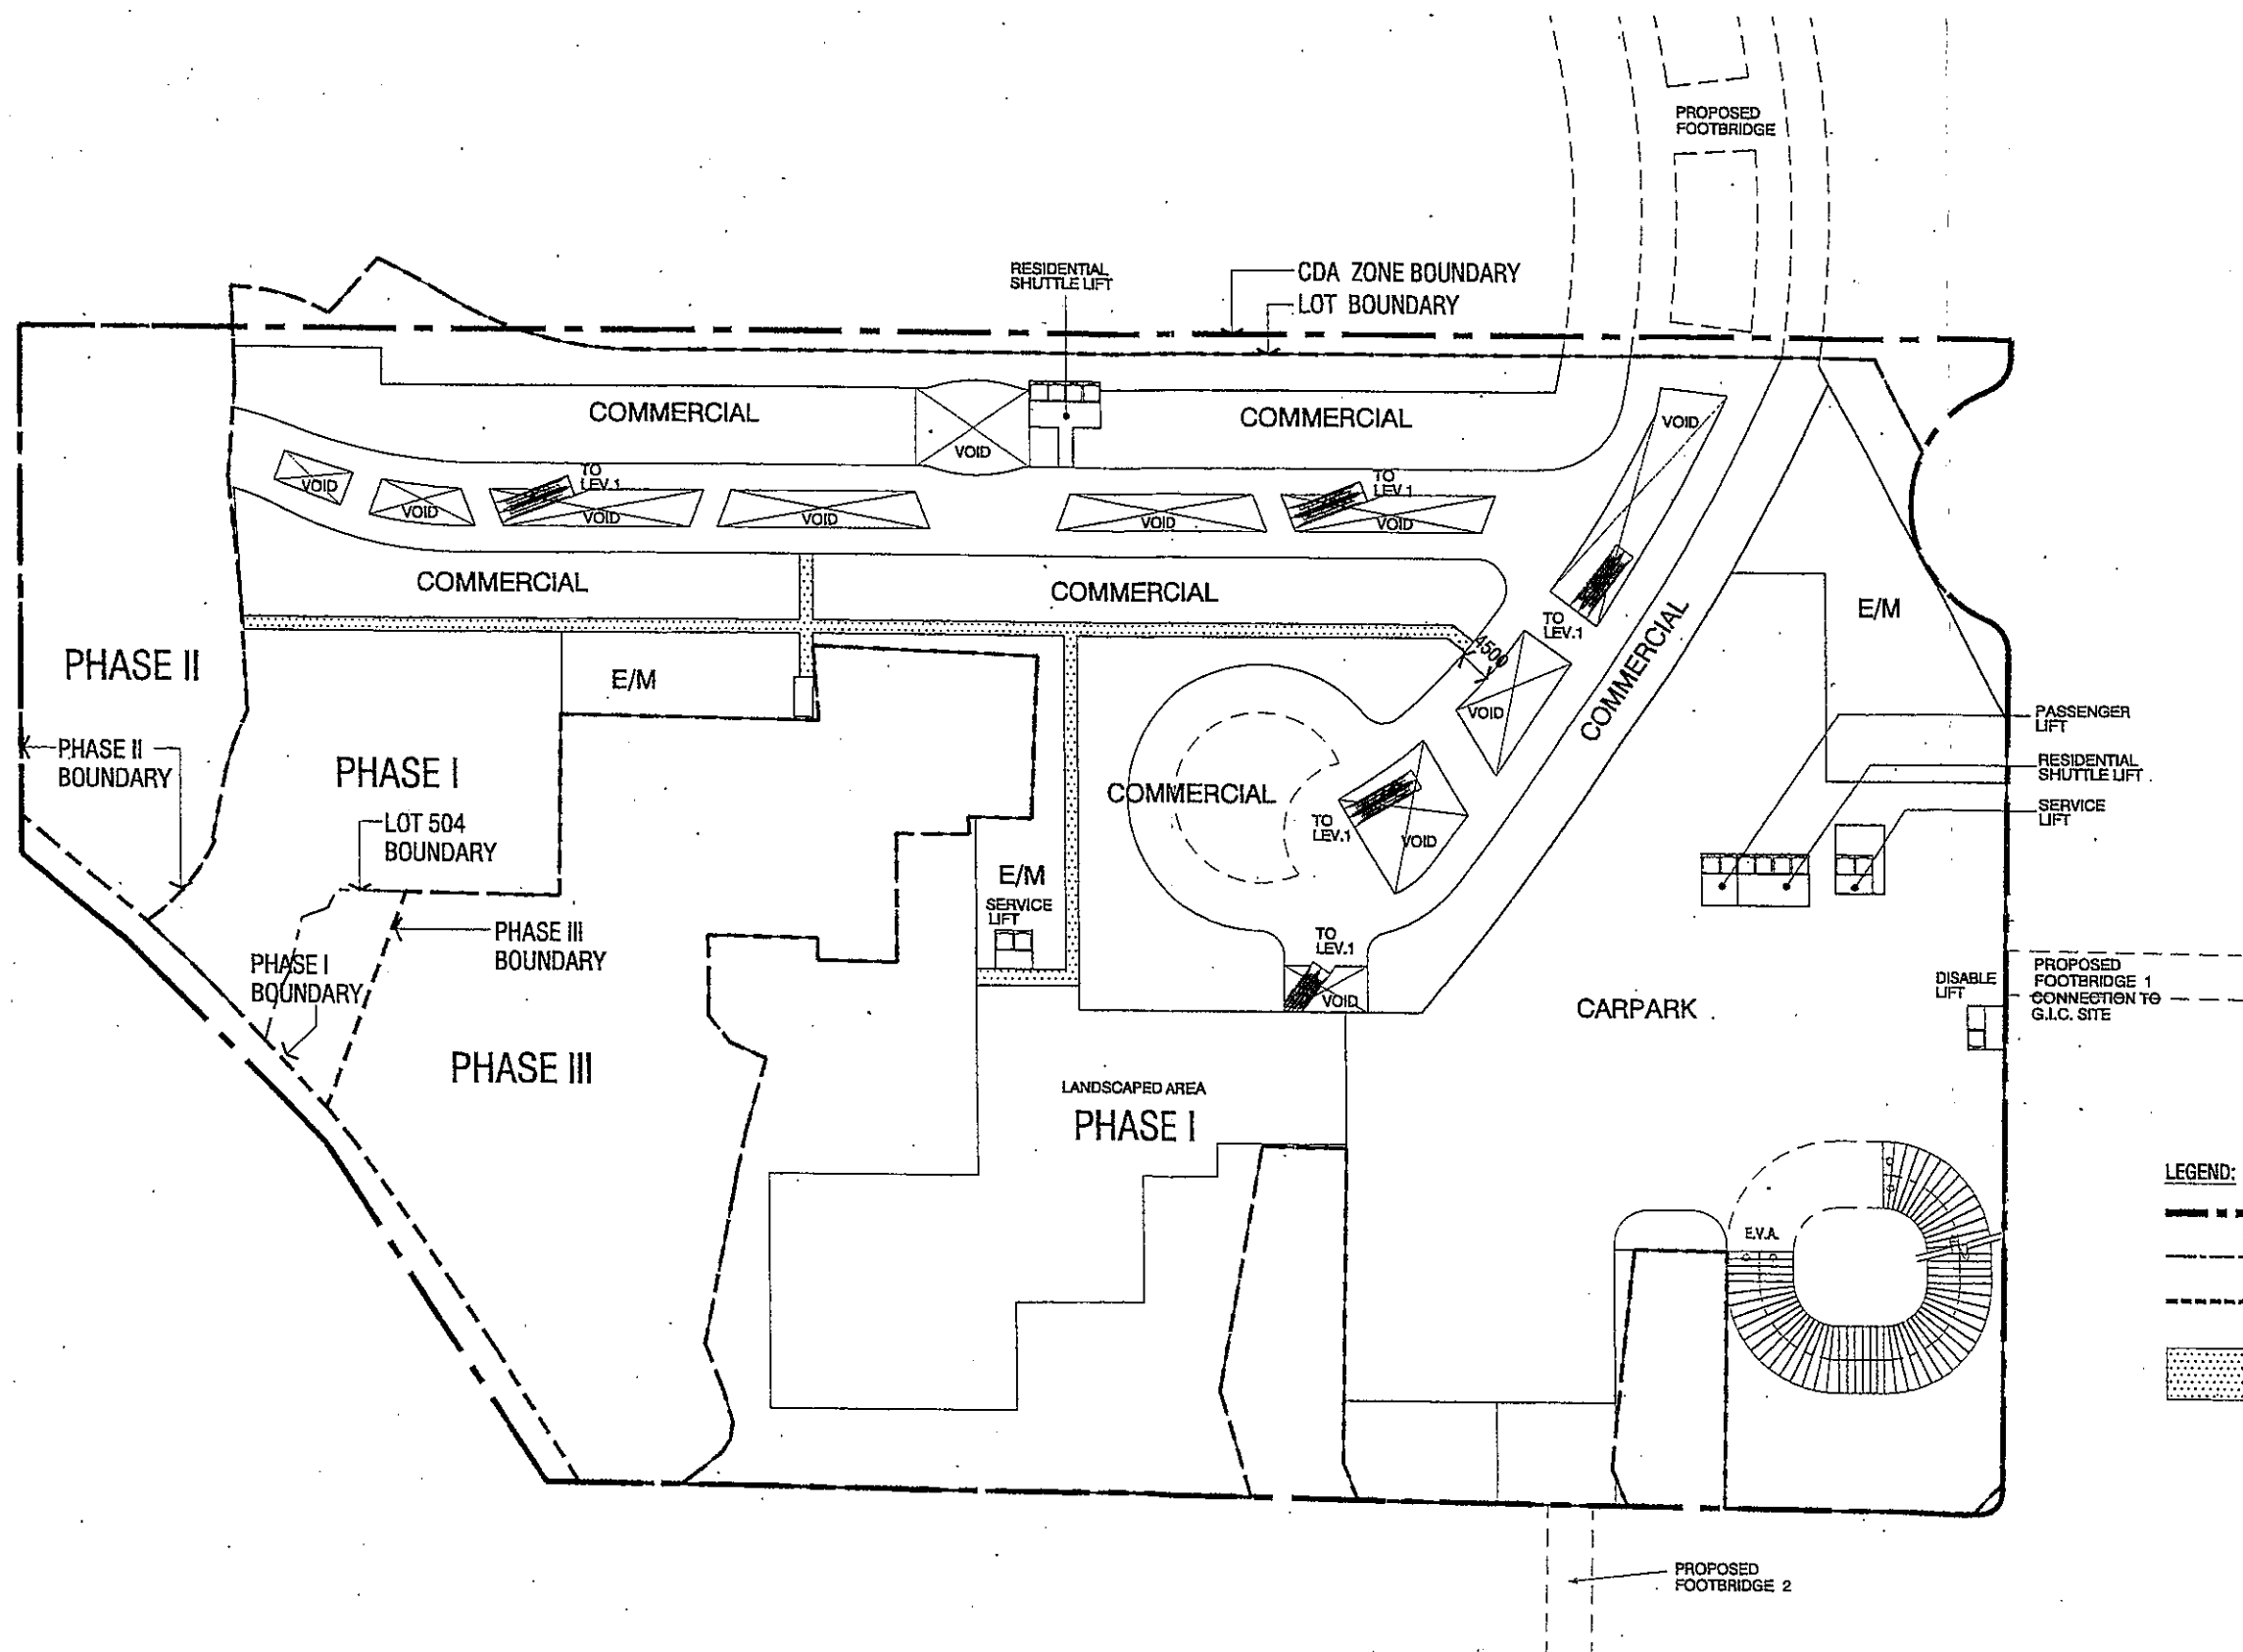 PROPOSED
FOOTBRIDGE
RESIDENTIAL
SHUTTLE LIFT
CDA ZONE BOUNDARY
LOT BOUNDARY
COMMERCIAL
VOID
COMMERCIAL
VOID
VOID
VOID
TO
LEV.1
VOID
VOID
VOID
TO
LEV.1
VOID
COMMERCIAL
COMMERCIAL
TO
LEV.1
E/M
4500
COMMERCIAL
PHASE II
E/M
VOID
PASSENGER
LIFT
PHASE II
BOUNDARY
PHASE I
RESIDENTIAL
SHUTTLE LIFT
COMMERCIAL
SERVICE
LIFT
LOT 504
BOUNDARY
TO
LEV.1
VOID
E/M
SERVICE
LIFT
PHASE III
BOUNDARY
TO
LEV.1
PHASE I
BOUNDARY
VOID
DISABLE
LIFT
PROPOSED
FOOTBRIDGE 1
CONNECTION TO
G.I.C. SITE
CARPARK
PHASE III
LANDSCAPED AREA
PHASE I
LEGEND:
E.V.A.
PROPOSED
FOOTBRIDGE 2